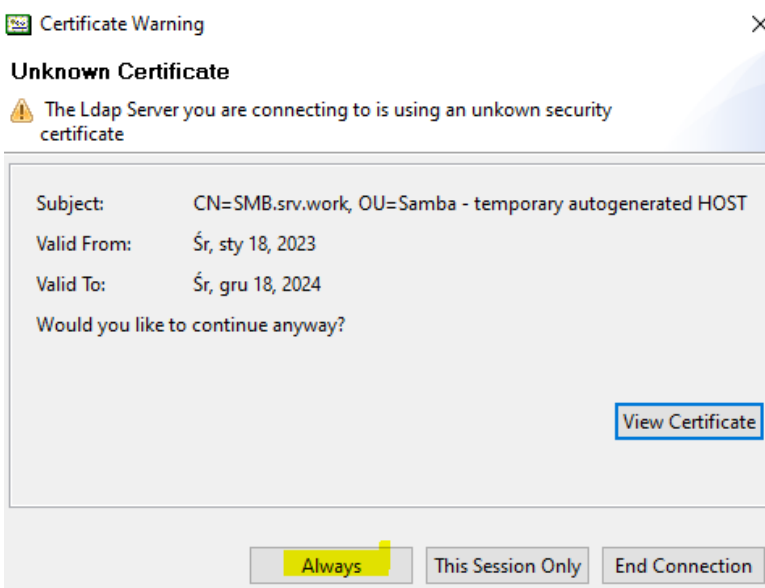 Certificate Warning
Unknown Certificate
The Ldap Server you are connecting to is using an unkown security
certificate
Subject: CN=SMB.srv.work, OU=Samba - temporary autogenerated HOST
Valid From: Śr, sty 18, 2023
Valid To: Śr, gru 18, 2024
Would you like to continue anyway?
View Certificate
Always This Session Only End Connection